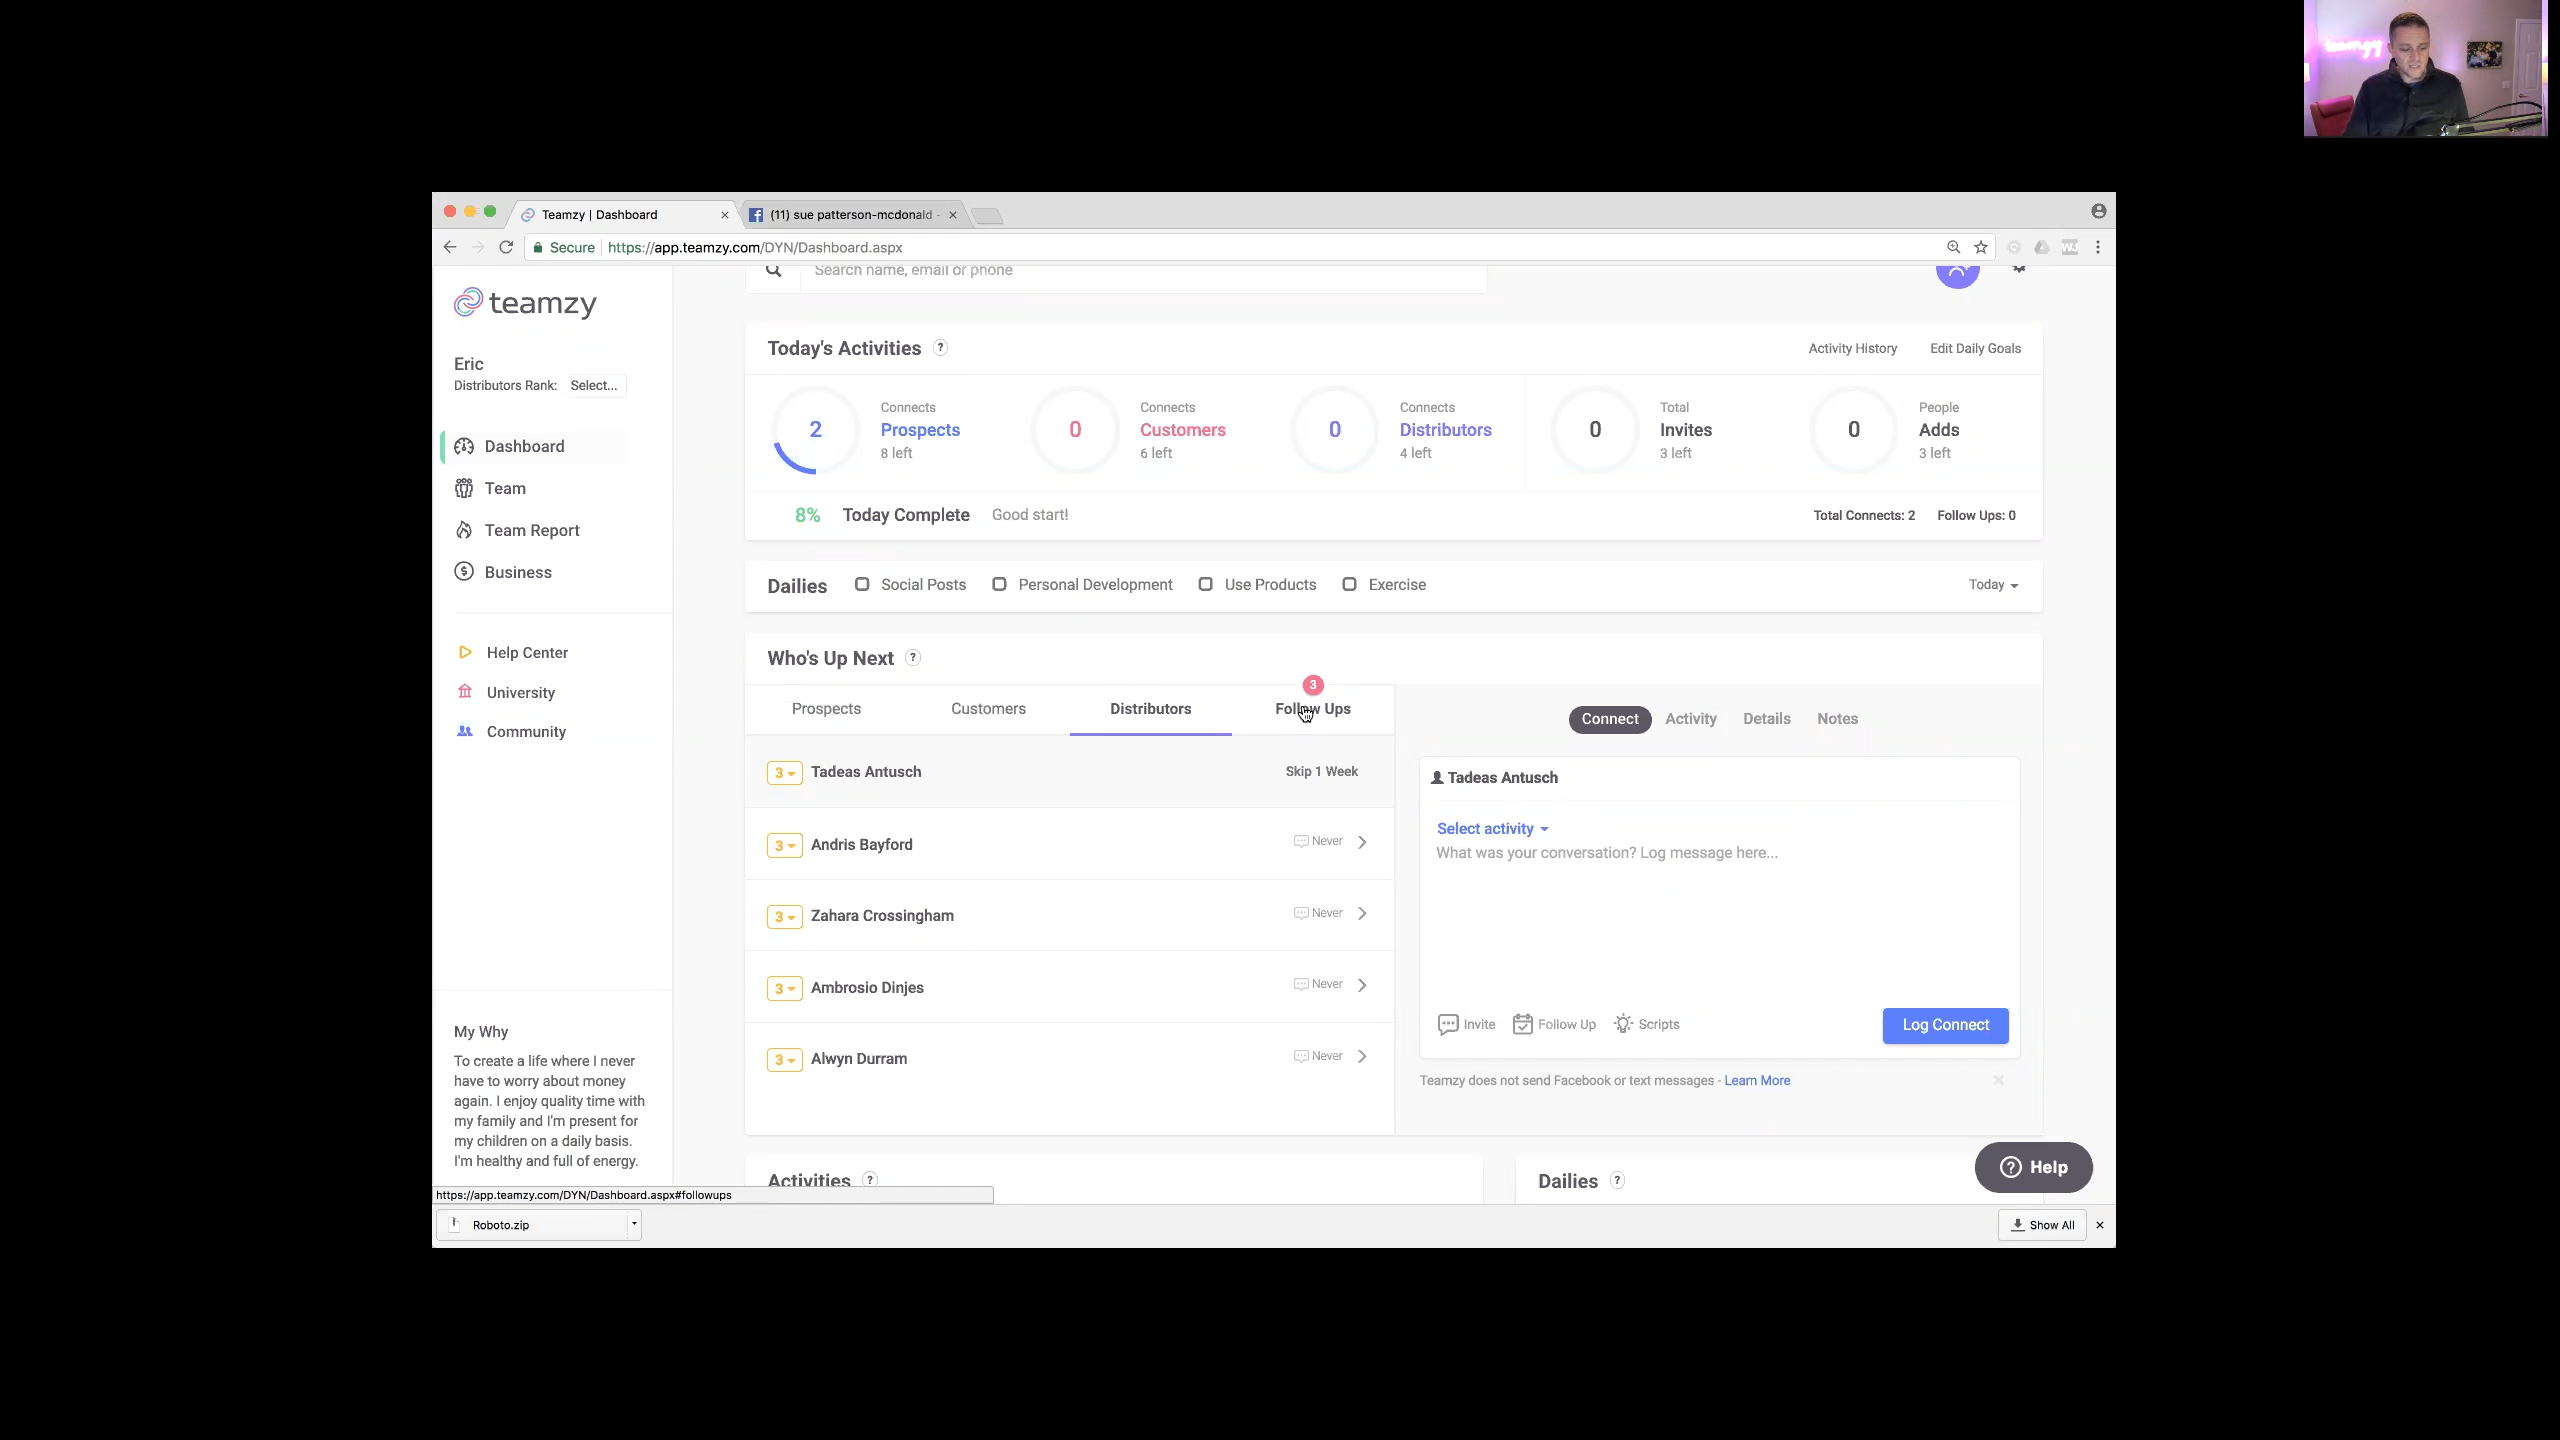 teamzy
Teamzy | Dashboard
(11) sue patterson-mcdonald -
Secure
https://app.teamzy.com/DYN/Dashboard.aspx
Search name, email or phone
teamzy
Eric
Distributors Rank: Select...
Dashboard
Team
Team Report
Business
Help Center
University
Community
My Why
To create a life where I never
have to worry about money
again. I enjoy quality time with
my family and I'm present for
my children on a daily basis.
I'm healthy and full of energy.
Today's Activities ?
Activity History
Edit Daily Goals
2
Connects
Prospects
8 left
0
Connects
Customers
6 left
0
Connects
Distributors
4 left
0
Total
Invites
3 left
0
People
Adds
3 left
8% Today Complete Good start!
Total Connects: 2 Follow Ups: 0
Dailies Social Posts Personal Development Use Products Exercise Today
Who's Up Next ?
3
Prospects Customers Distributors Follow Ups
3 Tadeas Antusch Skip 1 Week
3 Andris Bayford Never
3 Zahara Crossingham Never
3 Ambrosio Dinjes Never
3 Alwyn Durram Never
Connect Activity Details Notes
Tadeas Antusch
Select activity
What was your conversation? Log message here...
Invite Follow Up Scripts Log Connect
Teamzy does not send Facebook or text messages - Learn More
Activities ?
Dailies ?
? Help
https://app.teamzy.com/DYN/Dashboard.aspx#followups
Roboto.zip
Show All